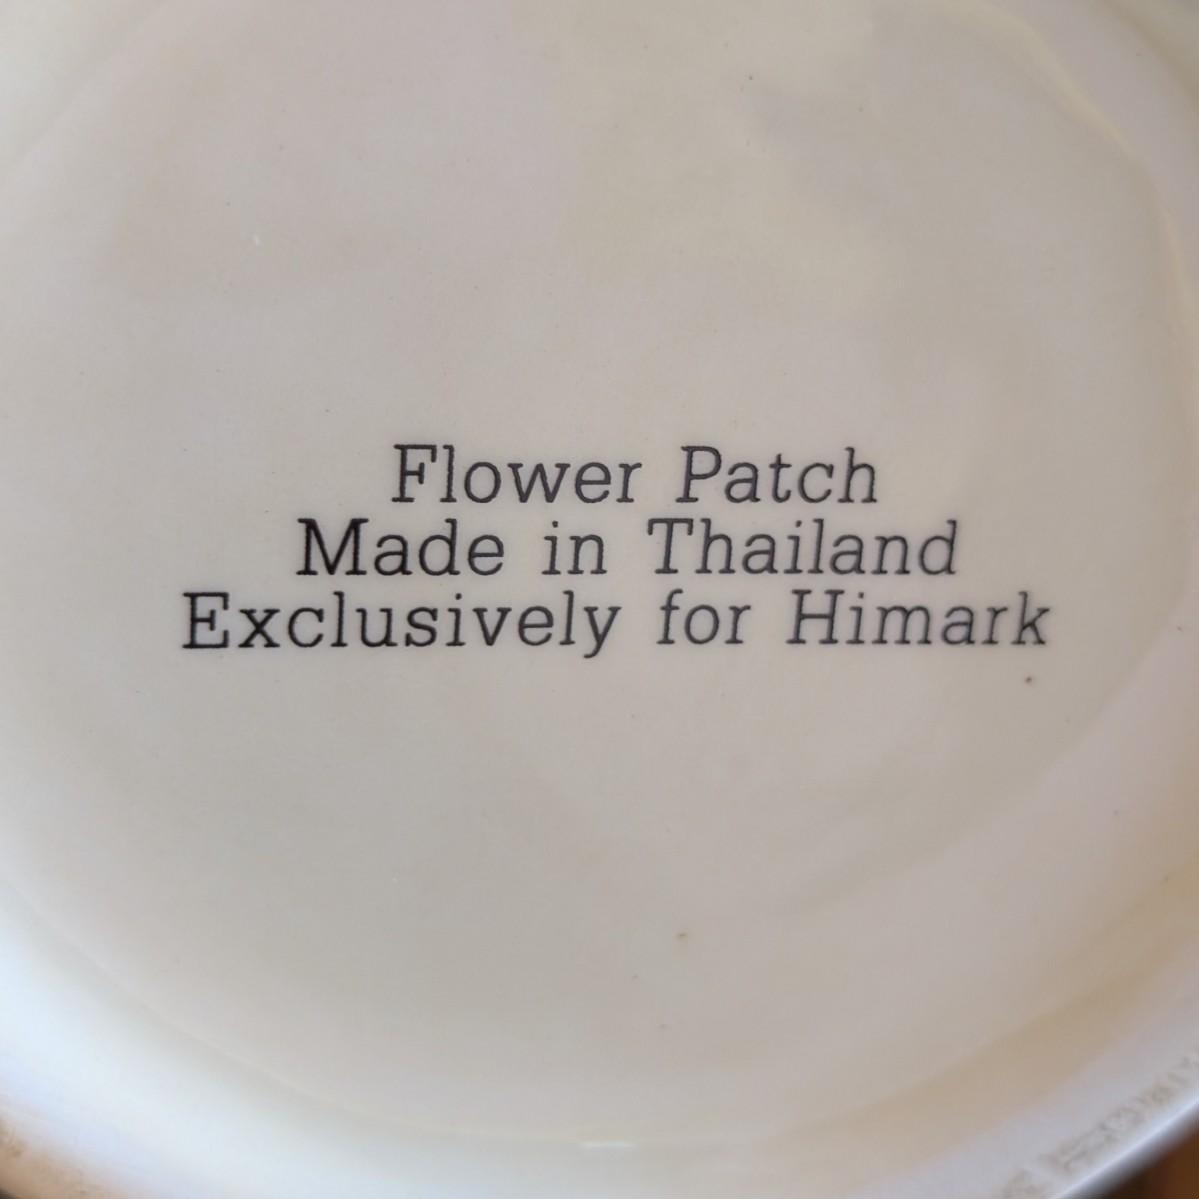 Flower Patch
Made in Thailand
Exclusively for Himark